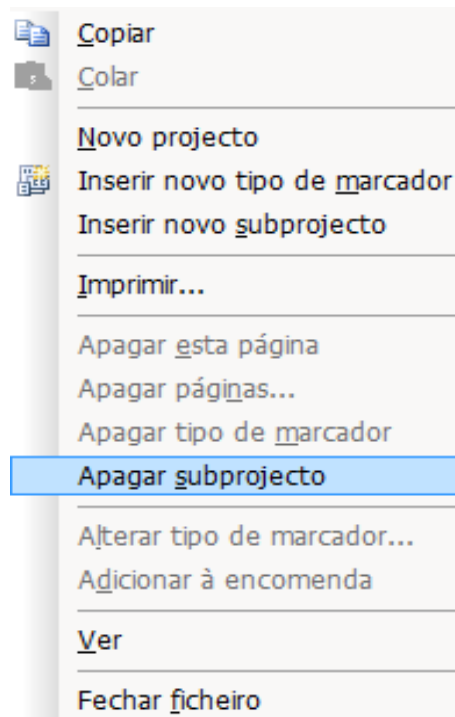 Copiar
Colar
Novo projecto
Inserir novo tipo de marcador
Inserir novo subprojecto
Imprimir...
Apagar esta página
Apagar páginas...
Apagar tipo de marcador
Apagar subprojecto
Alterar tipo de marcador...
Adicionar à encomenda
Ver
Fechar ficheiro